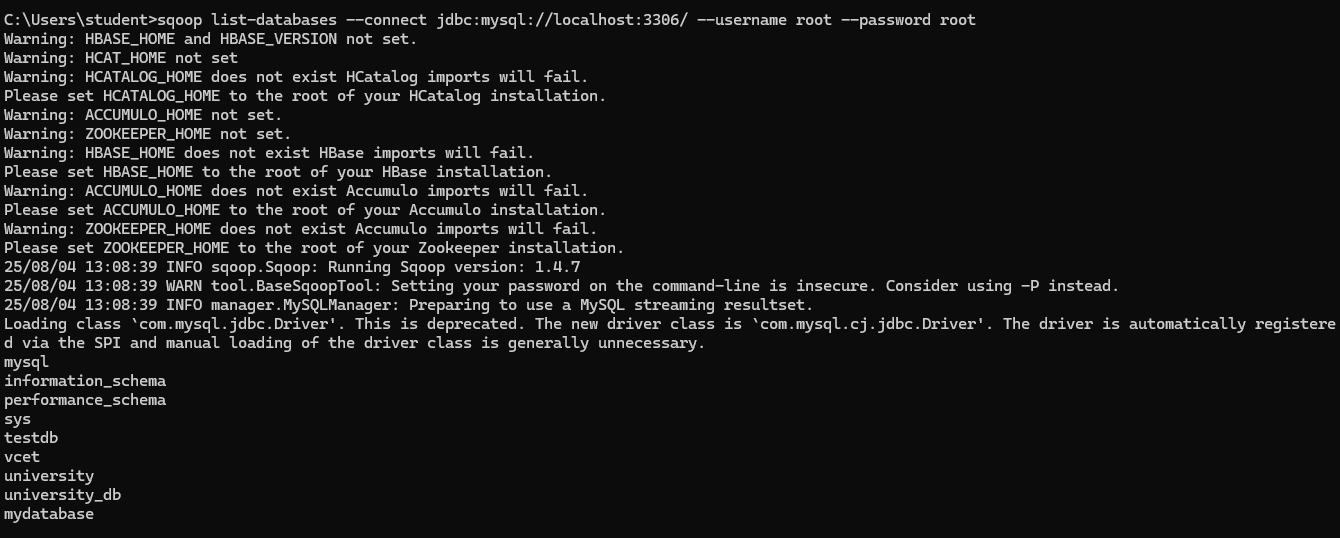 C:\Users\student>sqoop list-databases --connect jdbc:mysql://localhost:3306/ --username root --password root
Warning: HBASE_HOME and HBASE_VERSION not set.
Warning: HCAT_HOME not set
Warning: HCATALOG_HOME does not exist HCatalog imports will fail.
Please set HCATALOG_HOME to the root of your HCatalog installation.
Warning: ACCUMULO_HOME not set.
Warning: ZOOKEEPER_HOME not set.
Warning: HBASE_HOME does not exist HBase imports will fail.
Please set HBASE_HOME to the root of your HBase installation.
Warning: ACCUMULO_HOME does not exist Accumulo imports will fail.
Please set ACCUMULO_HOME to the root of your Accumulo installation.
Warning: ZOOKEEPER_HOME does not exist Accumulo imports will fail.
Please set ZOOKEEPER_HOME to the root of your Zookeeper installation.
25/08/04 13:08:39 INFO sqoop.Sqoop: Running Sqoop version: 1.4.7
25/08/04 13:08:39 WARN tool.BaseSqoopTool: Setting your password on the command-line is insecure. Consider using -P instead.
25/08/04 13:08:39 INFO manager.MySQLManager: Preparing to use a MySQL streaming resultset.
Loading class `com.mysql.jdbc.Driver'. This is deprecated. The new driver class is `com.mysql.cj.jdbc.Driver'. The driver is automatically registere
d via the SPI and manual loading of the driver class is generally unnecessary.
mysql
information_schema
performance_schema
sys
testdb
vcet
university
university_db
mydatabase